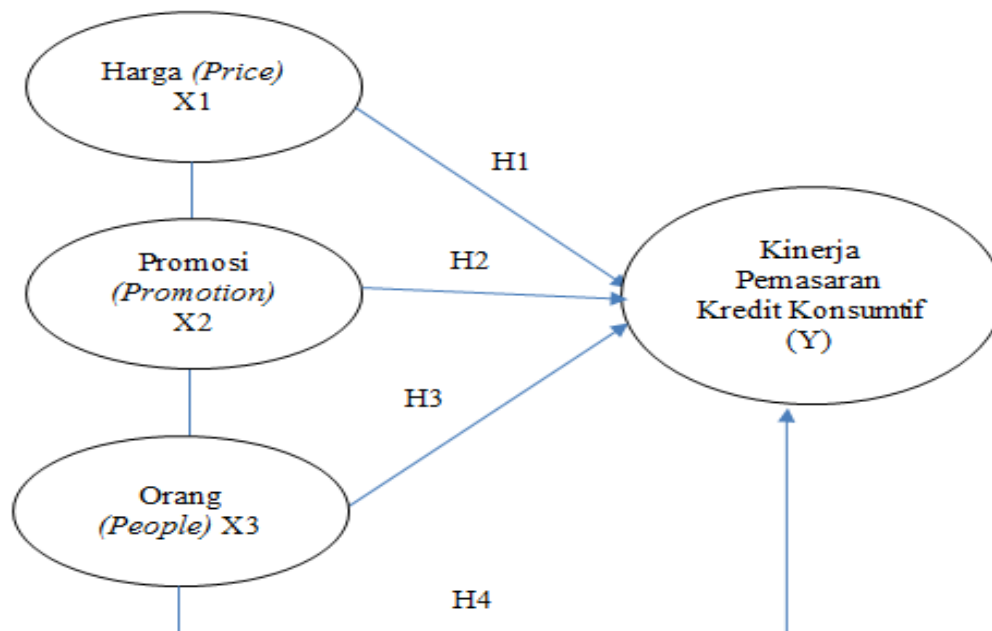 Harga (Price)
X1
H1
Promosi
(Promotion)
X2
H2
Kinerja
Pemasaran
Kredit Konsumtif
(Y)
H3
Orang
(People) X3
H4